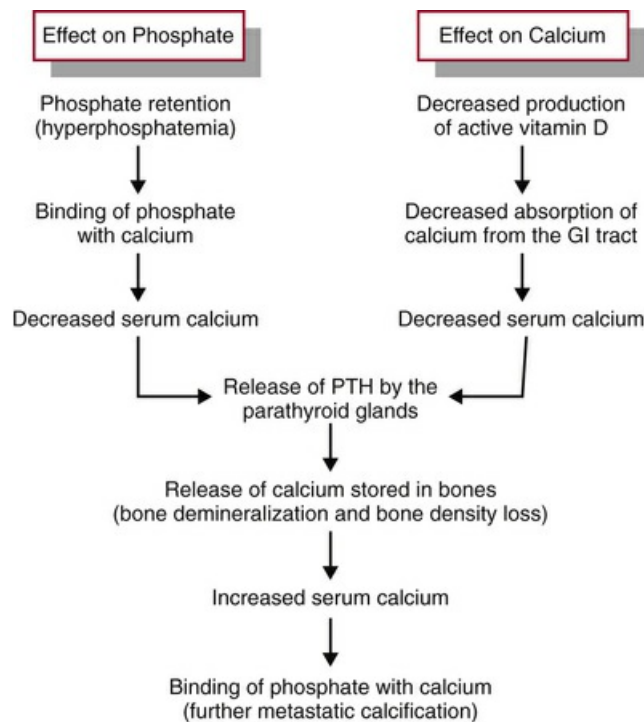 Effect on Phosphate
Effect on Calcium
Phosphate retention
(hyperphosphatemia)
Decreased production
of active vitamin D
Binding of phosphate
with calcium
Decreased absorption of
calcium from the GI tract
Decreased serum calcium
Decreased serum calcium
Release of PTH by the
parathyroid glands
Release of calcium stored in bones
(bone demineralization and bone density loss)
Increased serum calcium
Binding of phosphate with calcium
(further metastatic calcification)